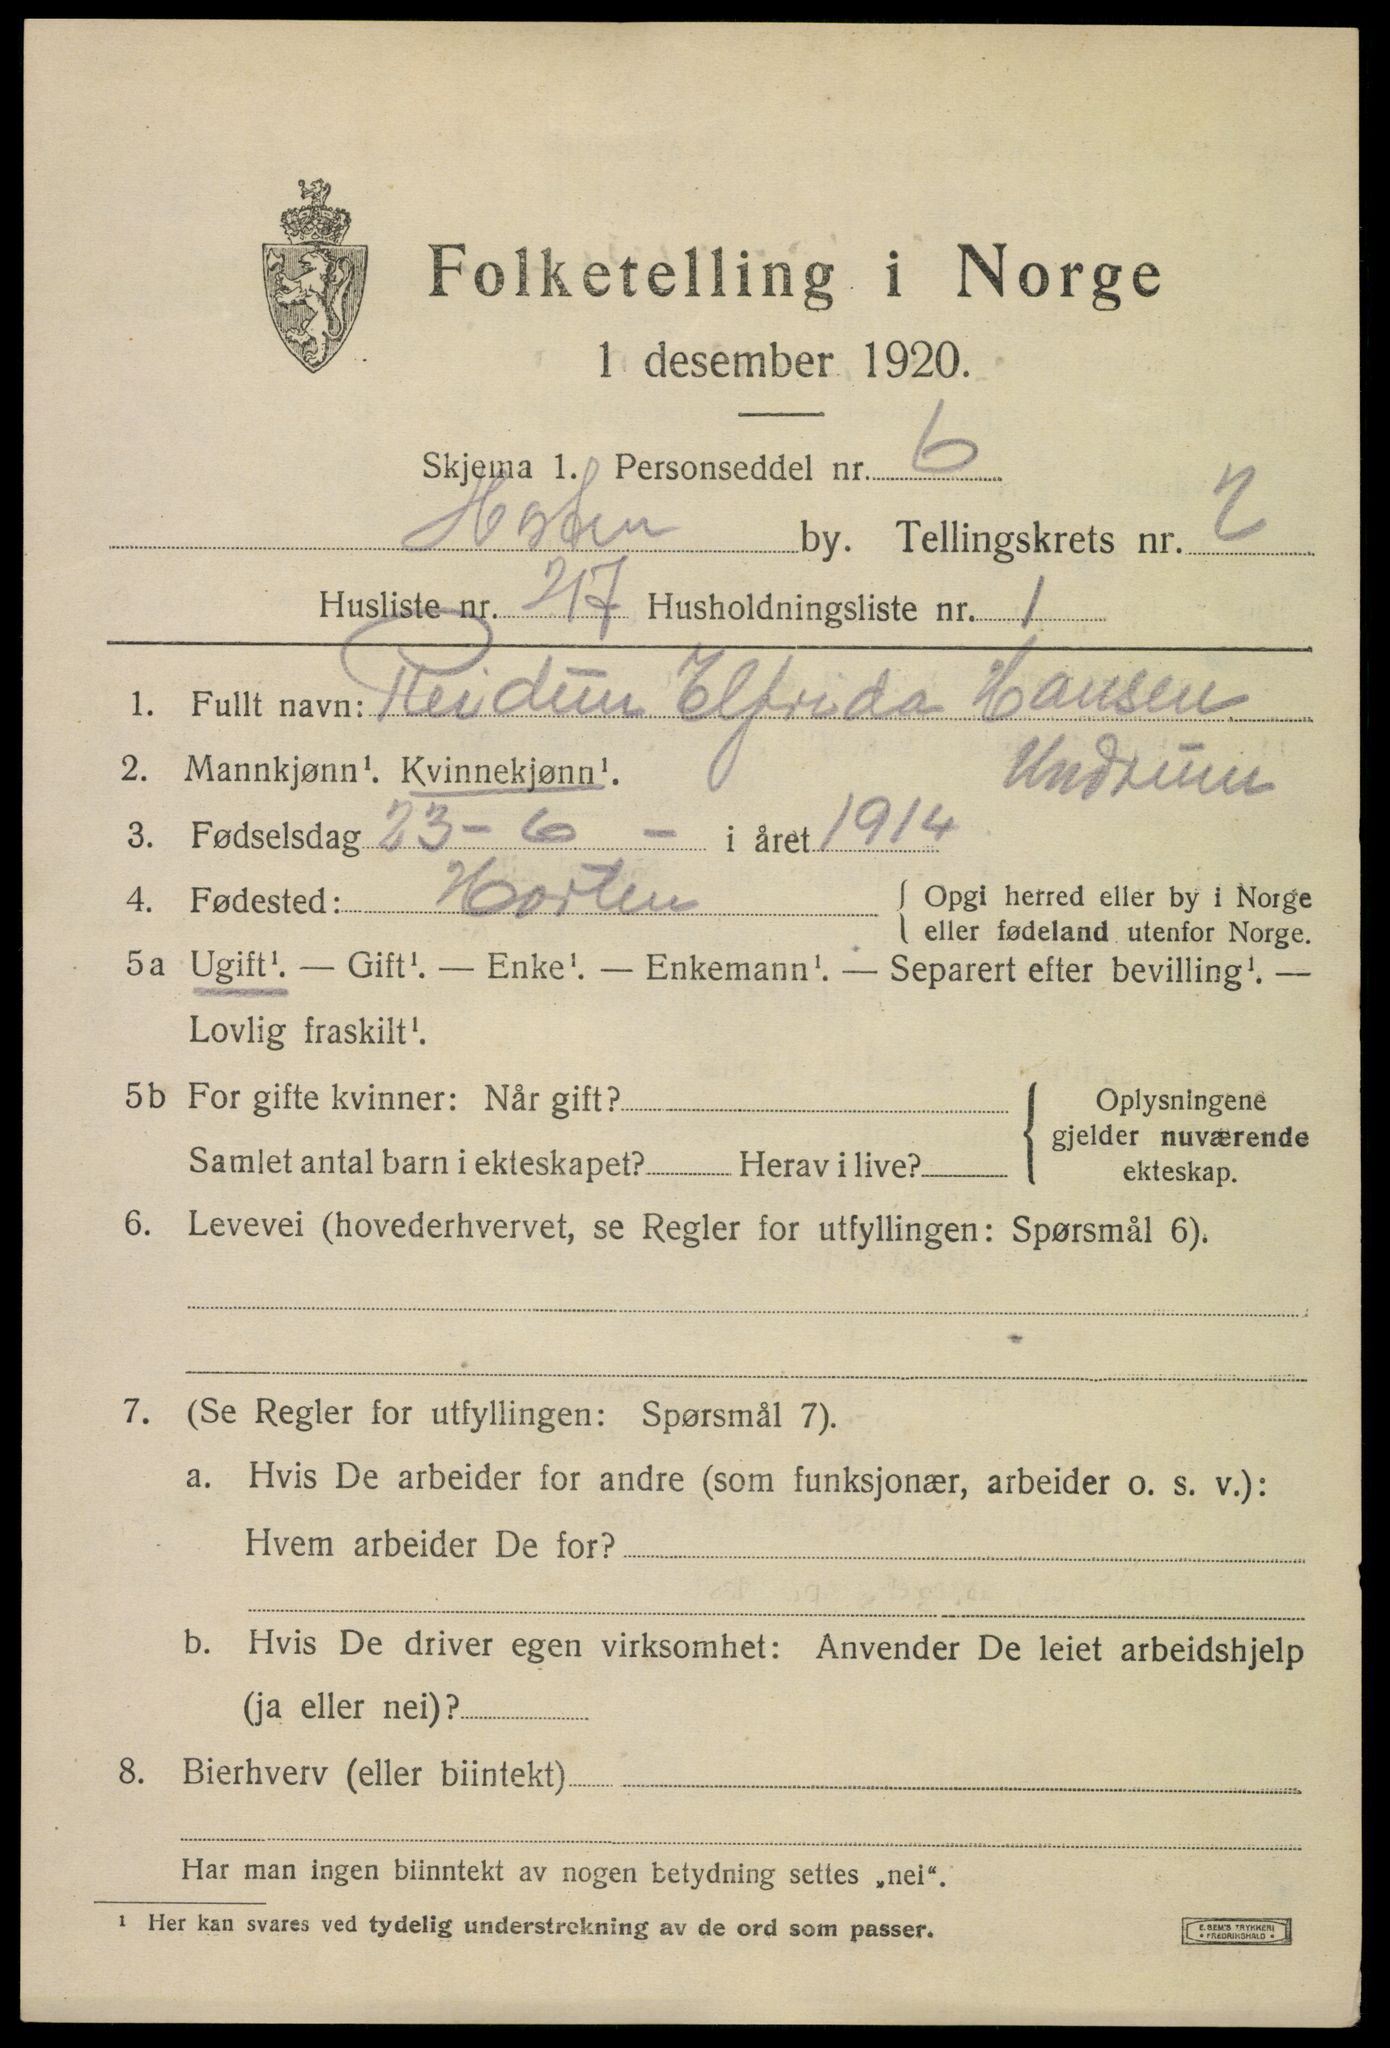 Folketelling i Norge
1 desember 1920.
Skjema 1. Personseddel nr. 6
Horten by. Tellingskrets nr. 7
Husliste nr. 217 Husholdningsliste nr. 1
1. Fullt navn: Reidun Elfrida Hansen
Undrum
2. Mannkjønn¹. Kvinnekjønn¹.
3. Fødselsdag 23-6 - i året 1914
4. Fødested: Horten { Opgi herred eller by i Norge
eller fødeland utenfor Norge.
5a Ugift¹. — Gift¹. — Enke¹. — Enkemann¹. — Separert efter bevilling¹. —
Lovlig fraskilt¹.
5b For gifte kvinner: Når gift?
Samlet antal barn i ekteskapet? Herav i live?
{ Oplysningene
gjelder nuværende
ekteskap.
6. Levevei (hovederhvervet, se Regler for utfyllingen: Spørsmål 6).
7. (Se Regler for utfyllingen: Spørsmål 7).
a. Hvis De arbeider for andre (som funksjonær, arbeider o. s. v.):
Hvem arbeider De for?
b. Hvis De driver egen virksomhet: Anvender De leiet arbeidshjelp
(ja eller nei)?
8. Bierhverv (eller biintekt)
Har man ingen biinntekt av nogen betydning settes „nei“.
¹ Her kan svares ved tydelig understrekning av de ord som passer.
E. SEM'S TRYKKERI
• FREDRIKSHALD •